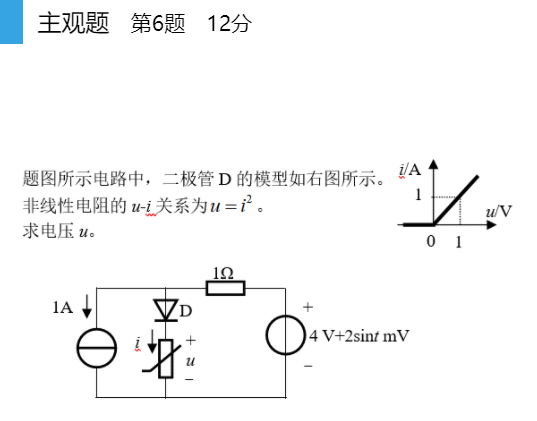 主观题 第6题 12分
题图所示电路中，二极管 D 的模型如右图所示。
非线性电阻的 u-i 关系为 u = i²。
求电压 u。
i/A
1
u/V
0 1
1Ω
1A
D
i
+
u
−
+
4 V+2sint mV
−